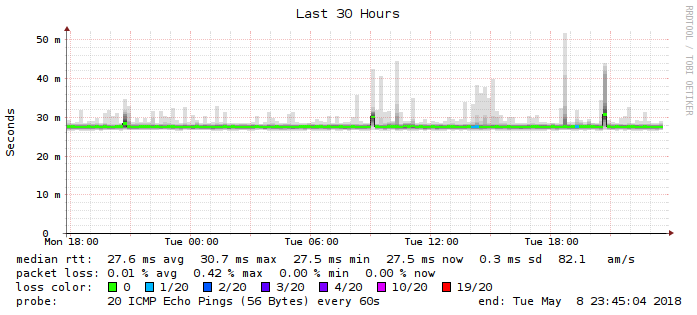 Last 30 Hours
RRDTOOL / TOBI OETIKER
Seconds
50 m
40 m
30 m
20 m
10 m
0
Mon 18:00 Tue 00:00 Tue 06:00 Tue 12:00 Tue 18:00
median rtt: 27.6 ms avg 30.7 ms max 27.5 ms min 27.5 ms now 0.3 ms sd 82.1 am/s
packet loss: 0.01 % avg 0.42 % max 0.00 % min 0.00 % now
loss color: 0 1/20 2/20 3/20 4/20 10/20 19/20
probe: 20 ICMP Echo Pings (56 Bytes) every 60s end: Tue May 8 23:45:04 2018